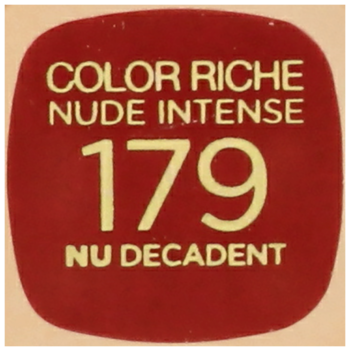 COLOR RICHE
NUDE INTENSE
179
NU DECADENT